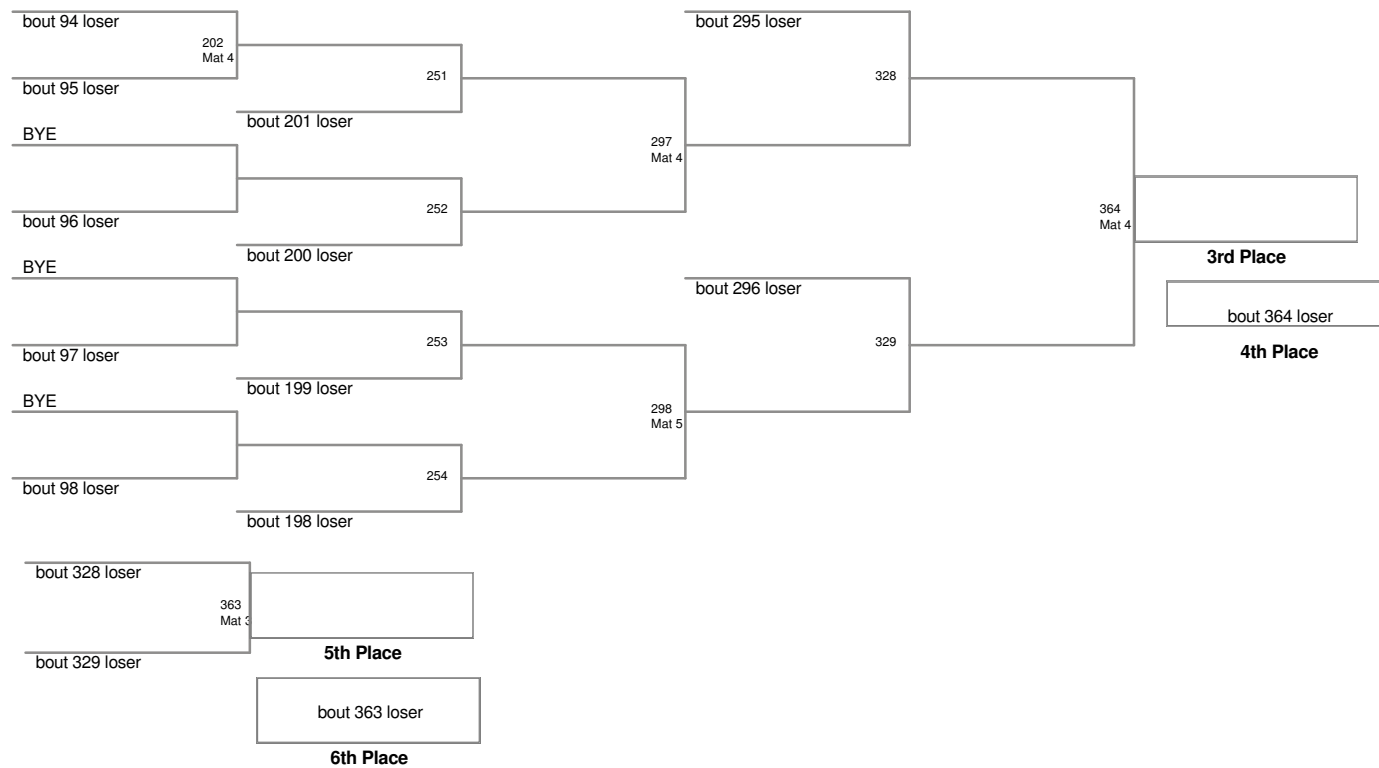 bout 94 loser
bout 295 loser
202
Mat 4
251
328
bout 95 loser
bout 201 loser
BYE
297
Mat 4
252
364
Mat 4
bout 96 loser
bout 200 loser
3rd Place
BYE
bout 296 loser
bout 364 loser
253
329
4th Place
bout 97 loser
bout 199 loser
BYE
298
Mat 5
254
bout 98 loser
bout 198 loser
bout 328 loser
363
Mat 3
5th Place
bout 329 loser
bout 363 loser
6th Place